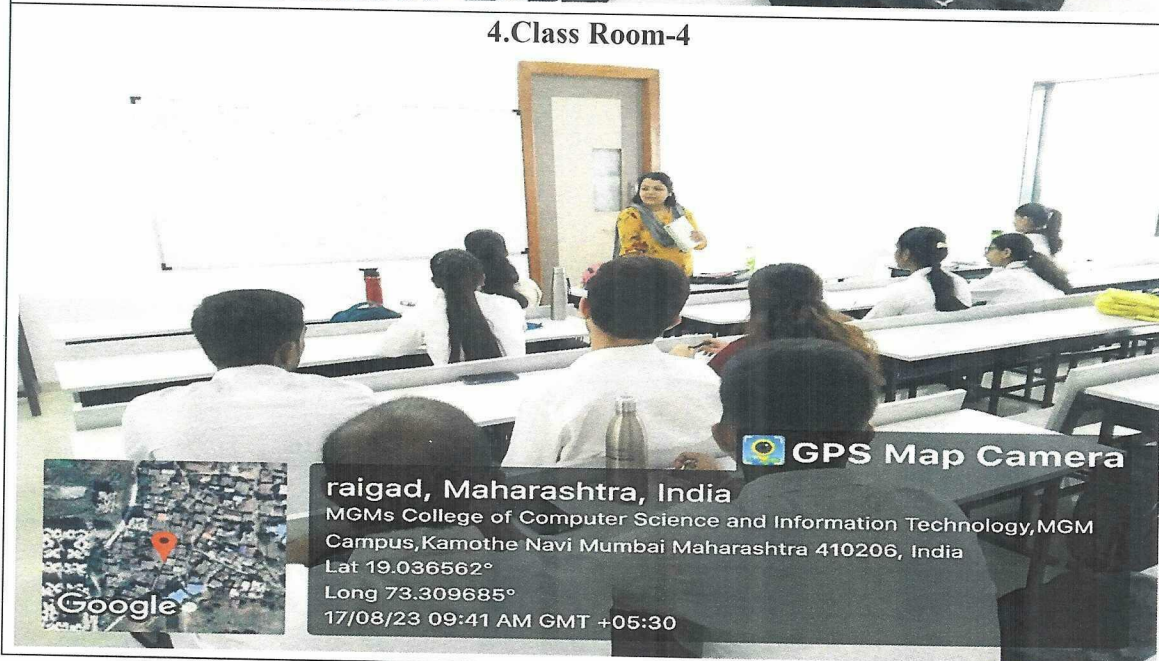 4.Class Room-4
GPS Map Camera
raigad, Maharashtra, India
MGMs College of Computer Science and Information Technology,MGM
Campus,Kamothe Navi Mumbai Maharashtra 410206, India
Lat 19.036562°
Long 73.309685°
17/08/23 09:41 AM GMT +05:30
Google